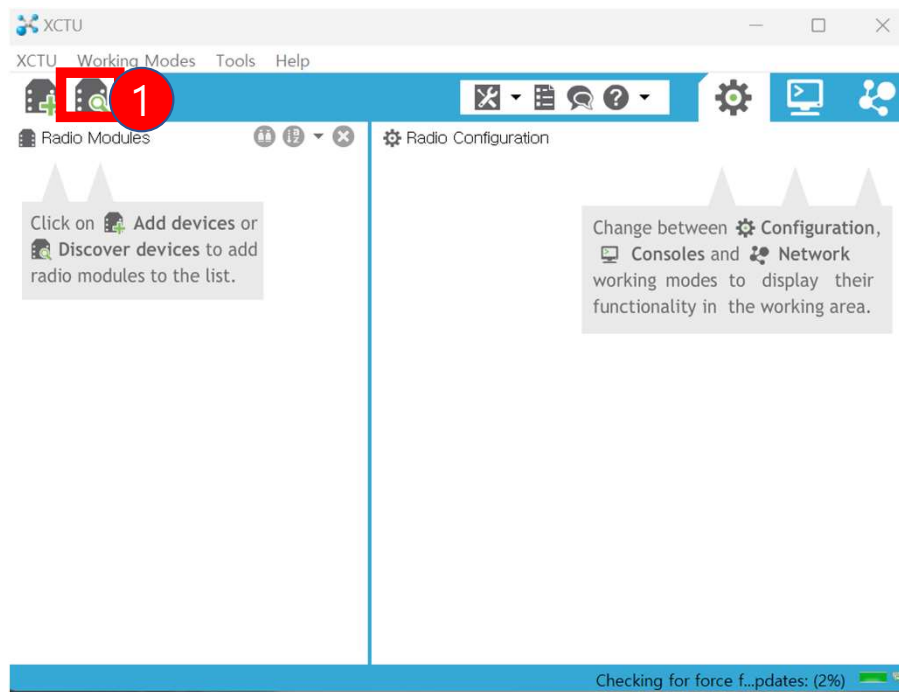 XCTU
XCTU Working Modes Tools Help
1
Radio Modules
Radio Configuration
Click on Add devices or
Discover devices to add
radio modules to the list.
Change between Configuration,
Consoles and Network
working modes to display their
functionality in the working area.
Checking for force f...pdates: (2%)